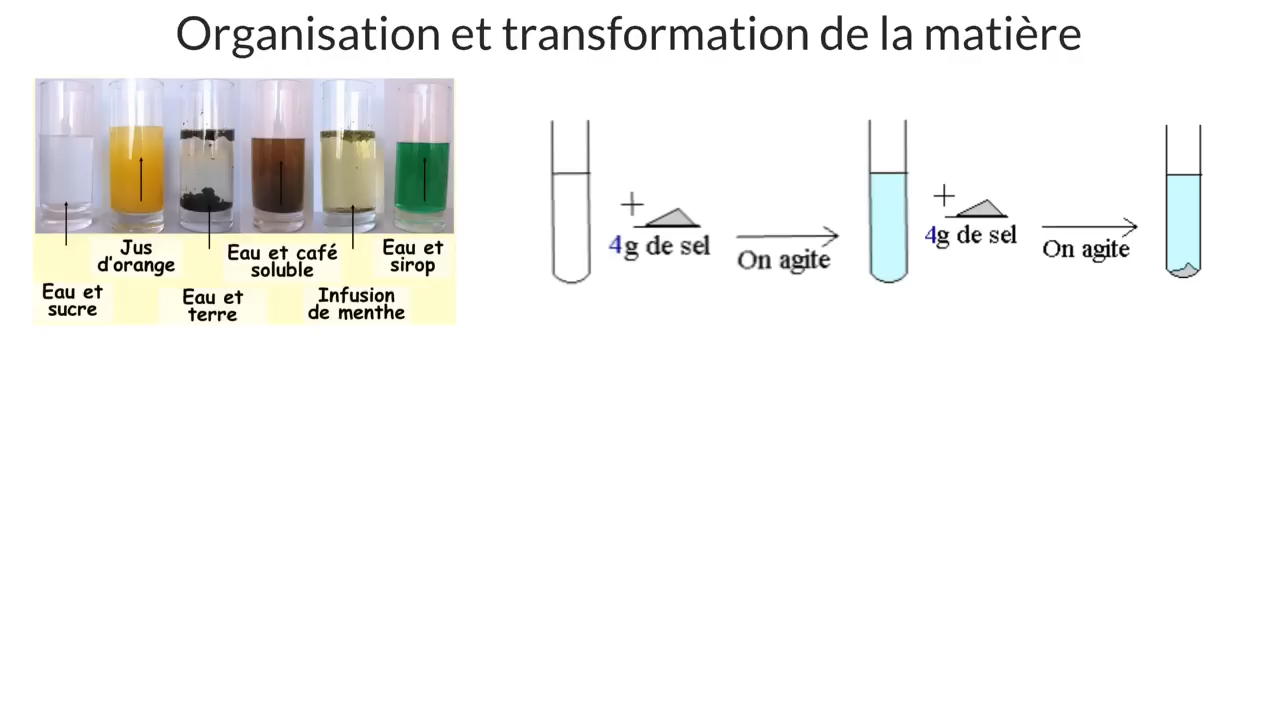 Organisation et transformation de la matière
Jus
d'orange
Eau et café
soluble
Eau et
sirop
Eau et
sucre
Eau et
terre
Infusion
de menthe
+
4g de sel
On agite
+
4g de sel
On agite